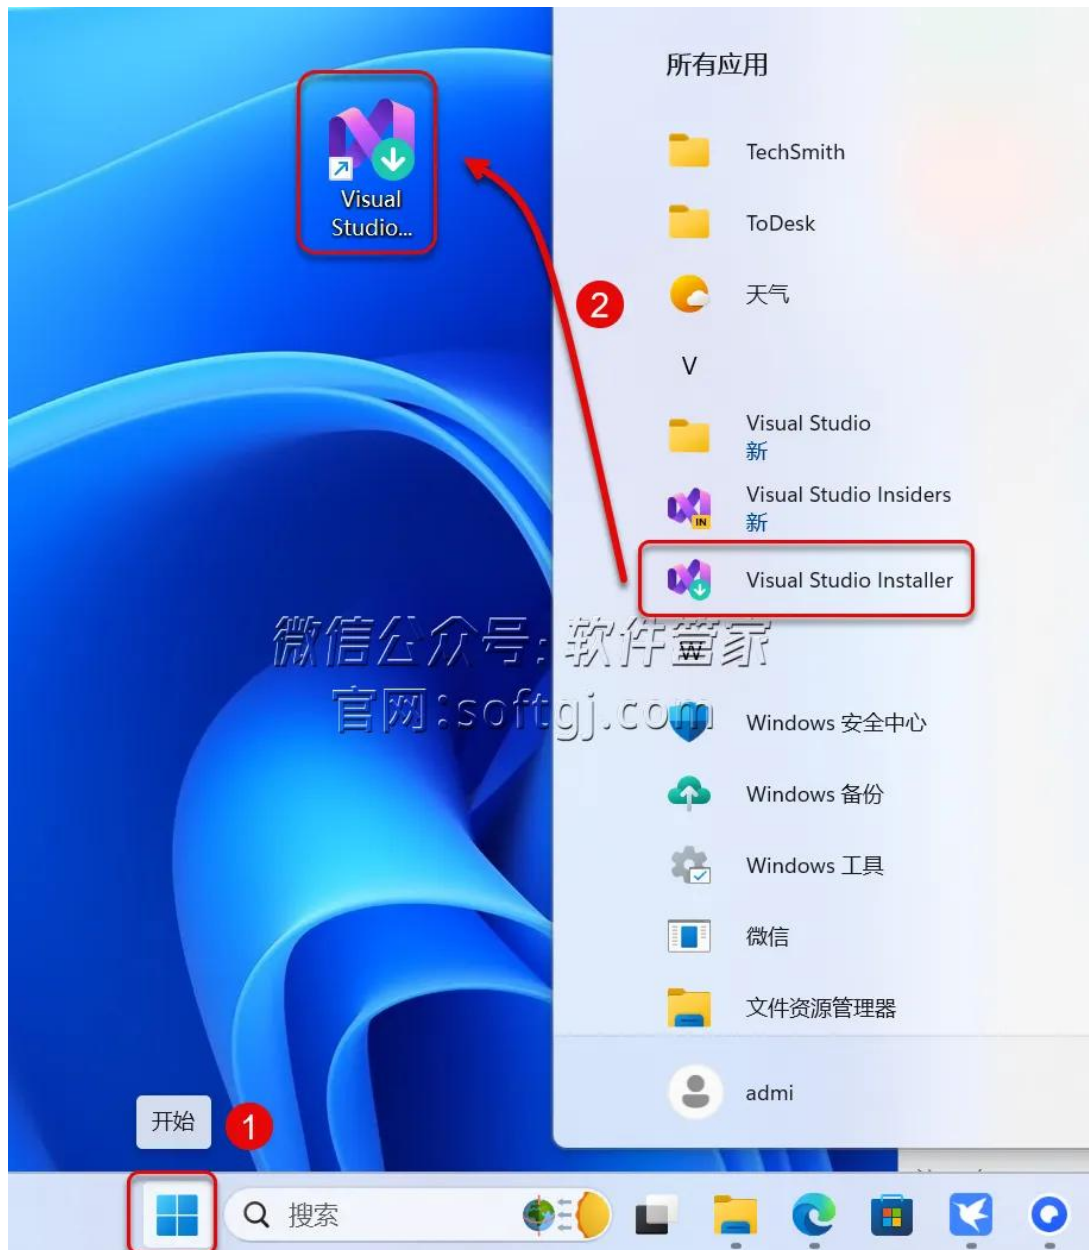 所有应用
TechSmith
ToDesk
天气
V
Visual Studio
新
Visual Studio Insiders
IN
新
Visual Studio Installer
W
Windows 安全中心
Windows 备份
Windows 工具
微信
文件资源管理器
admi
Visual
Studio...
2
微信公众号:软件管家
官网:softgj.com
开始
1
搜索